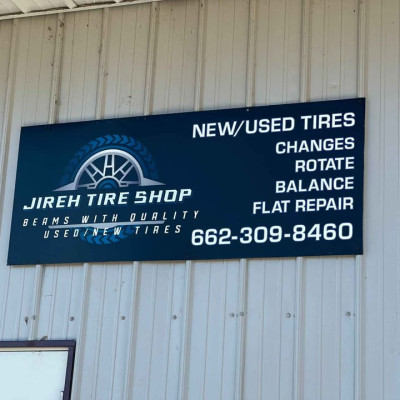 JIREH TIRE SHOP
BEAMS WITH QUALITY
USED/NEW TIRES
NEW/USED TIRES
CHANGES
ROTATE
BALANCE
FLAT REPAIR
662-309-8460